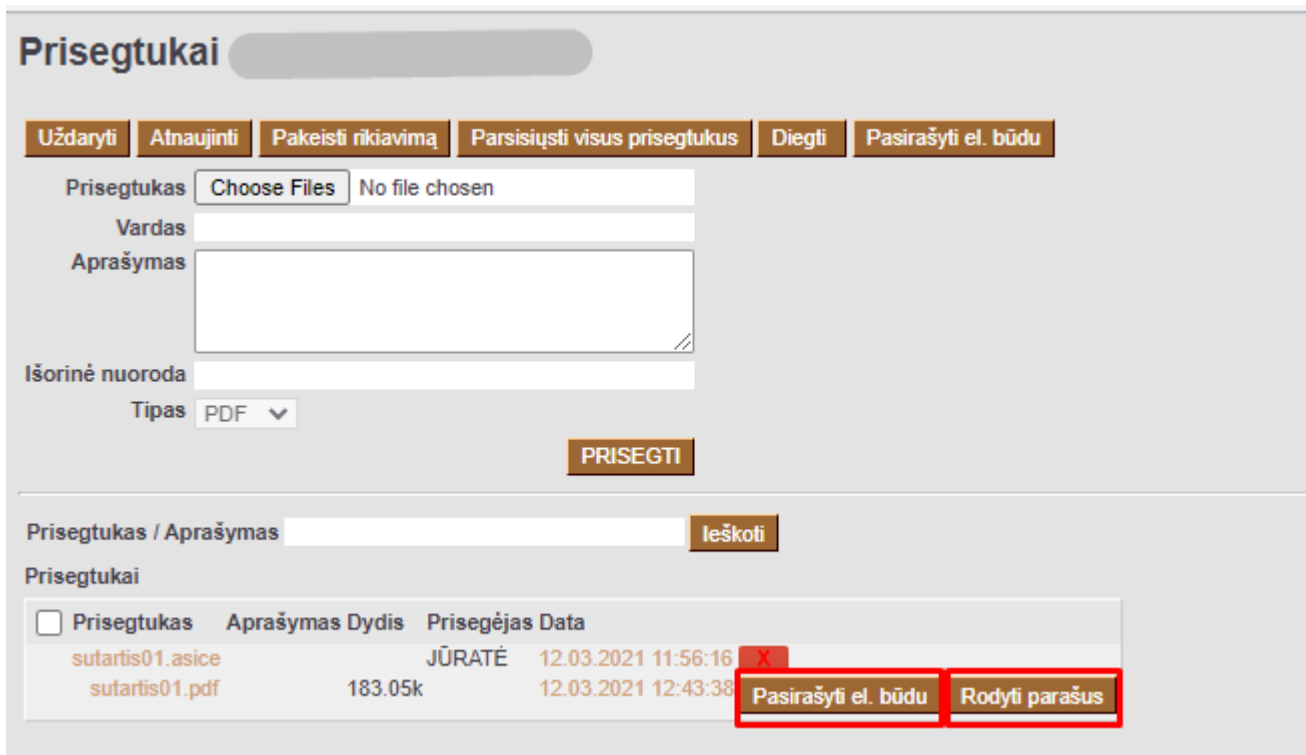 Prisegtukai
Uždaryti Atnaujinti Pakeisti rikiavimą Parsisiųsti visus prisegtukus Diegti Pasirašyti el. būdu
Prisegtukas Choose Files No file chosen
Vardas
Aprašymas
Išorinė nuoroda
Tipas PDF
PRISEGTI
Prisegtukas / Aprašymas Ieškoti
Prisegtukai
Prisegtukas Aprašymas Dydis Prisegėjas Data
sutartis01.asice JŪRATĖ 12.03.2021 11:56:16 X
sutartis01.pdf 183.05k 12.03.2021 12:43:38 Pasirašyti el. būdu Rodyti parašus